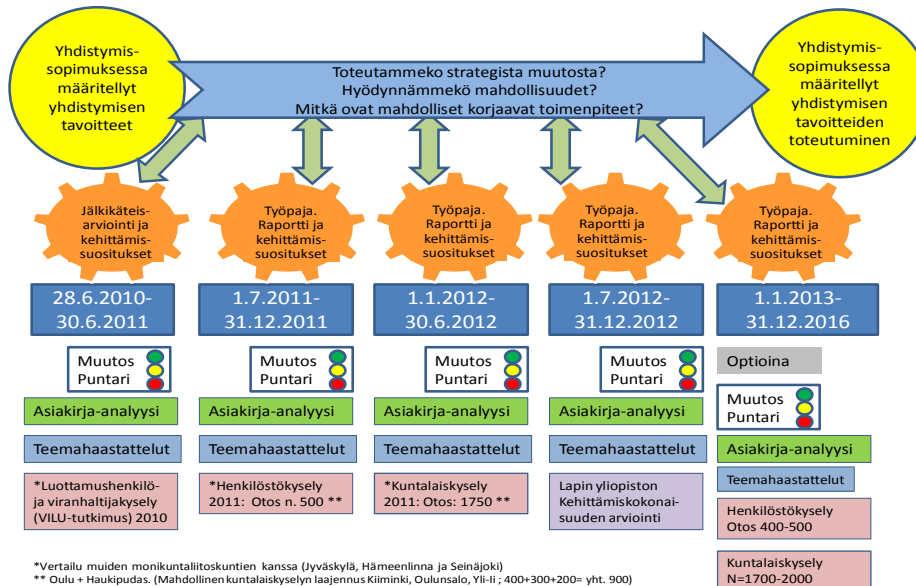 Yhdistymis-
sopimuksessa
määritellyt
yhdistymisen
tavoitteet
Toteutammeko strategista muutosta?
Hyödynnämmekö mahdollisuudet?
Mitkä ovat mahdolliset korjaavat toimenpiteet?
Yhdistymis-
sopimuksessa
määritellyt
yhdistymisen
tavoitteiden
toteutuminen
Jälkikäteis-
arviointi ja
kehittämis-
suositukset
Työpaja.
Raportti ja
kehittämis-
suositukset
Työpaja.
Raportti ja
kehittämis-
suositukset
Työpaja.
Raportti ja
kehittämis-
suositukset
Työpaja.
Raportti ja
kehittämis-
suositukset
28.6.2010-
30.6.2011
1.7.2011-
31.12.2011
1.1.2012-
30.6.2012
1.7.2012-
31.12.2012
1.1.2013-
31.12.2016
Muutos
Puntari
Asiakirja-analyysi
Teemahaastattelut
*Luottamushenkilö-
ja viranhaltijakysely
(VILU-tutkimus) 2010
Muutos
Puntari
Asiakirja-analyysi
Teemahaastattelut
*Henkilöstökysely
2011: Otos n. 500 **
Muutos
Puntari
Asiakirja-analyysi
Teemahaastattelut
*Kuntalaiskysely
2011: Otos: 1750 **
Muutos
Puntari
Asiakirja-analyysi
Teemahaastattelut
Lapin yliopiston
Kehittämiskokonai-
suuden arviointi
Optioina
Muutos
Puntari
Asiakirja-analyysi
Teemahaastattelut
Henkilöstökysely
Otos 400-500
Kuntalaiskysely
N=1700-2000
*Vertailu muiden monikuntaliitoskuntien kanssa (Jyväskylä, Hämeenlinna ja Seinäjoki)
** Oulu + Haukipudas. (Mahdollinen kuntalaiskyselyn laajennus Kiiminki, Oulunsalo, Yli-Ii ; 400+300+200= yht. 900)